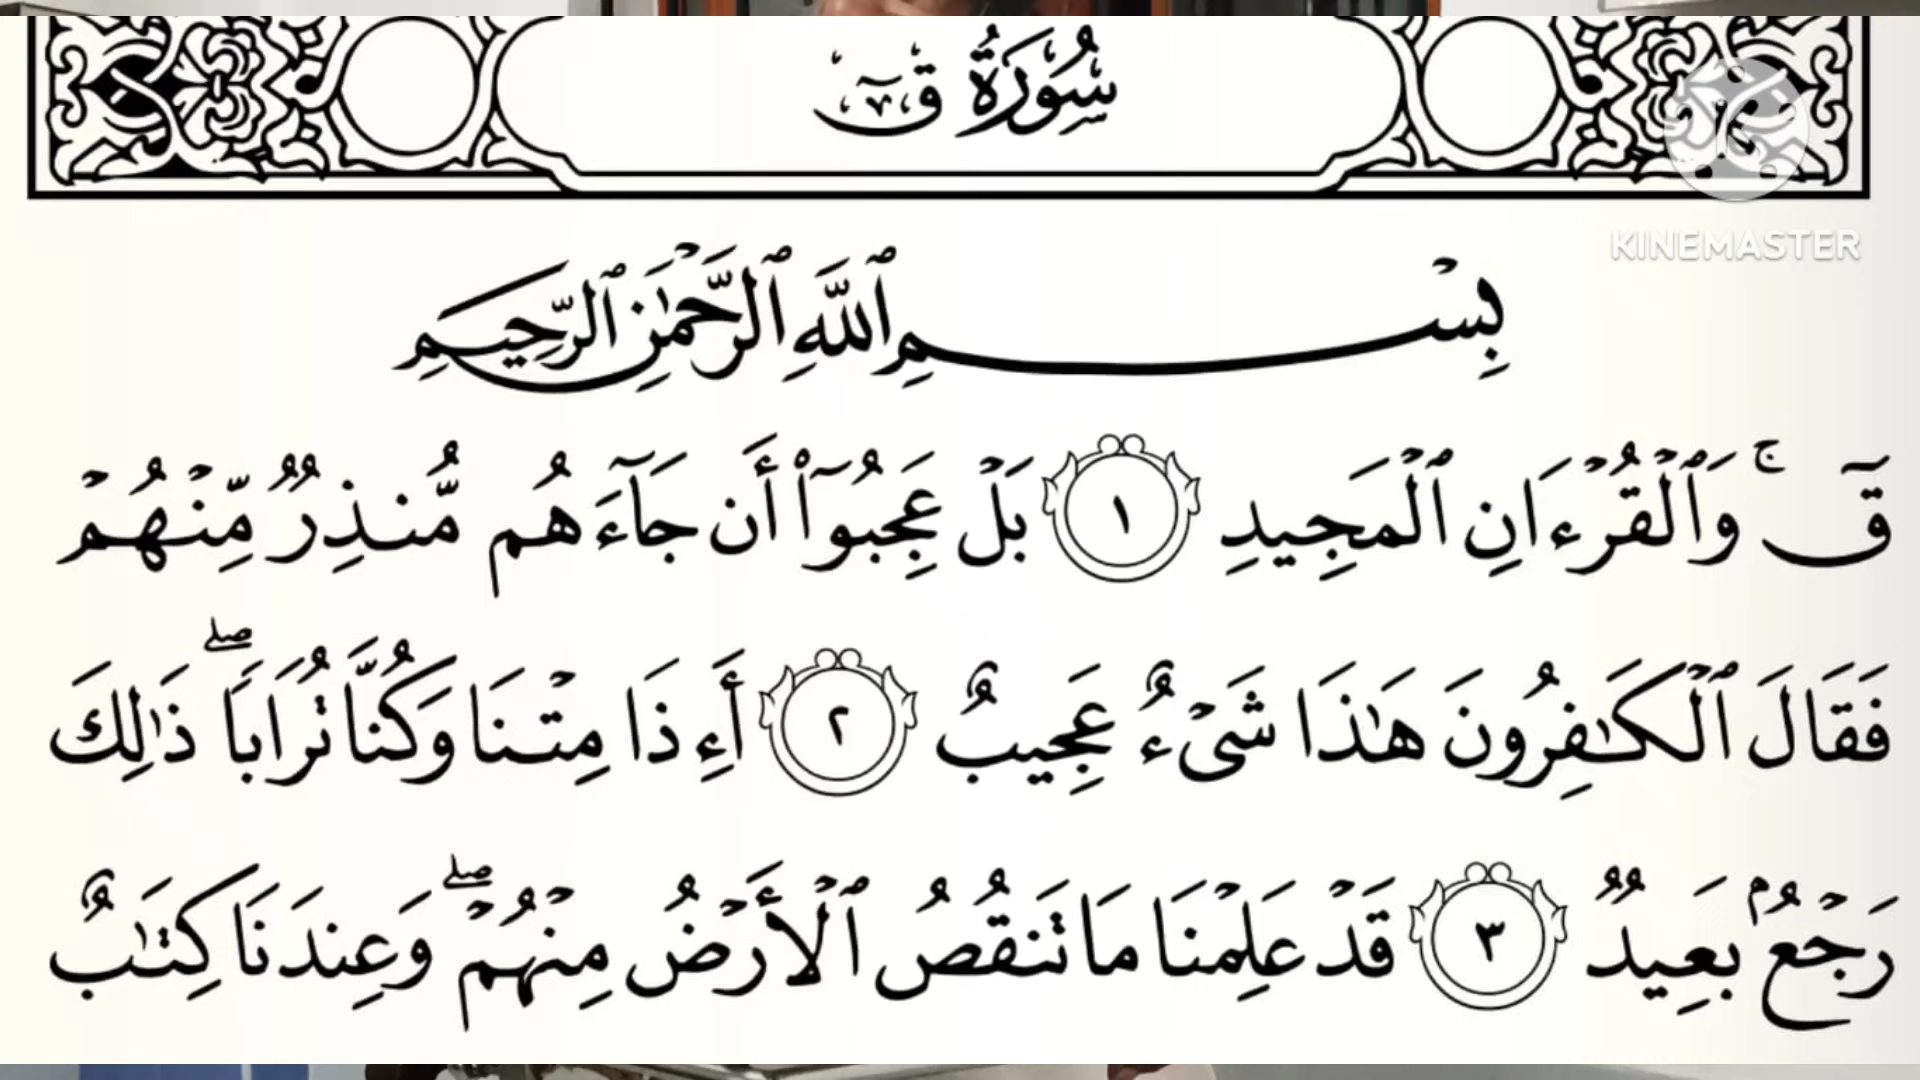 سُورَةُ قٓ
KINEMASTER
بِسْمِ ٱللَّهِ ٱلرَّحْمَٰنِ ٱلرَّحِيمِ
قٓ ۚ وَٱلْقُرْءَانِ ٱلْمَجِيدِ ١ بَلْ عَجِبُوٓا۟ أَن جَآءَهُم مُّنذِرٌ مِّنْهُمْ
فَقَالَ ٱلْكَٰفِرُونَ هَٰذَا شَىْءٌ عَجِيبٌ ٢ أَءِذَا مِتْنَا وَكُنَّا تُرَابًا ۖ ذَٰلِكَ
رَجْعٌۢ بَعِيدٌ ٣ قَدْ عَلِمْنَا مَا تَنقُصُ ٱلْأَرْضُ مِنْهُمْ ۖ وَعِندَنَا كِتَٰبٌ